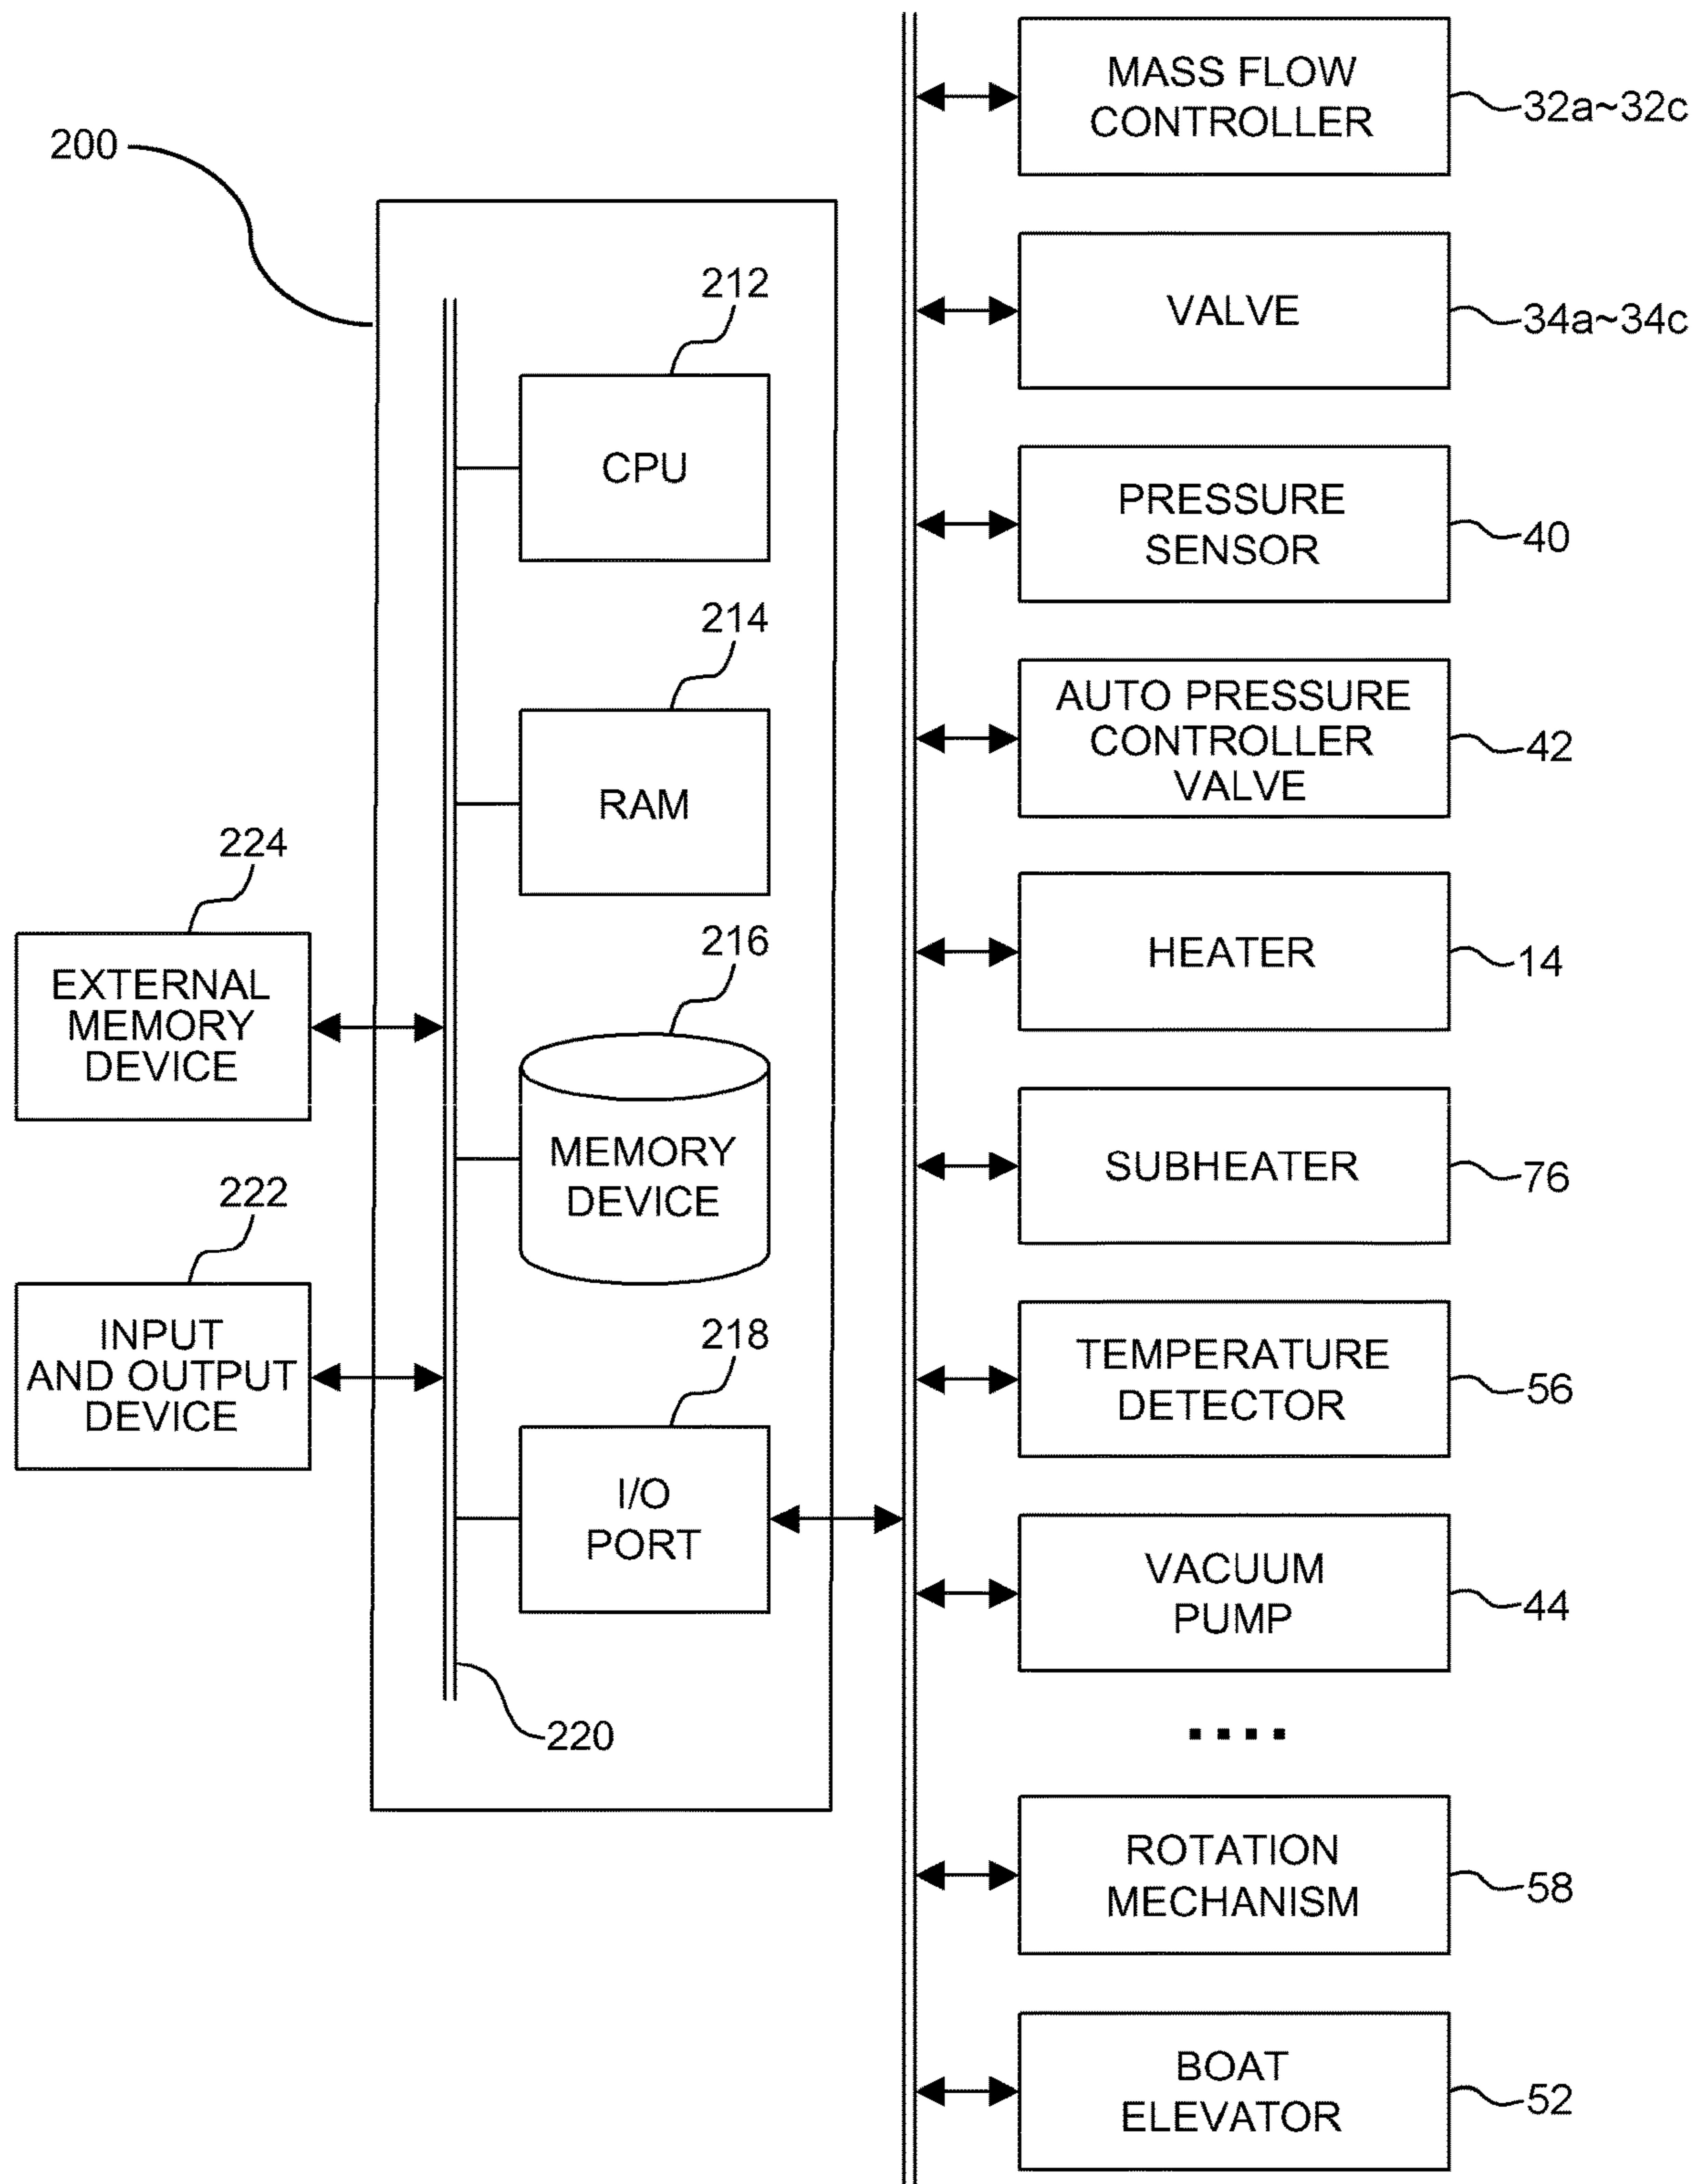 200
212
CPU
214
RAM
216
MEMORY
DEVICE
218
I/O
PORT
220
224
EXTERNAL
MEMORY
DEVICE
222
INPUT
AND OUTPUT
DEVICE
MASS FLOW
CONTROLLER
32a~32c
VALVE
34a~34c
PRESSURE
SENSOR
40
AUTO PRESSURE
CONTROLLER
VALVE
42
HEATER
14
SUBHEATER
76
TEMPERATURE
DETECTOR
56
VACUUM
PUMP
44
....
ROTATION
MECHANISM
58
BOAT
ELEVATOR
52